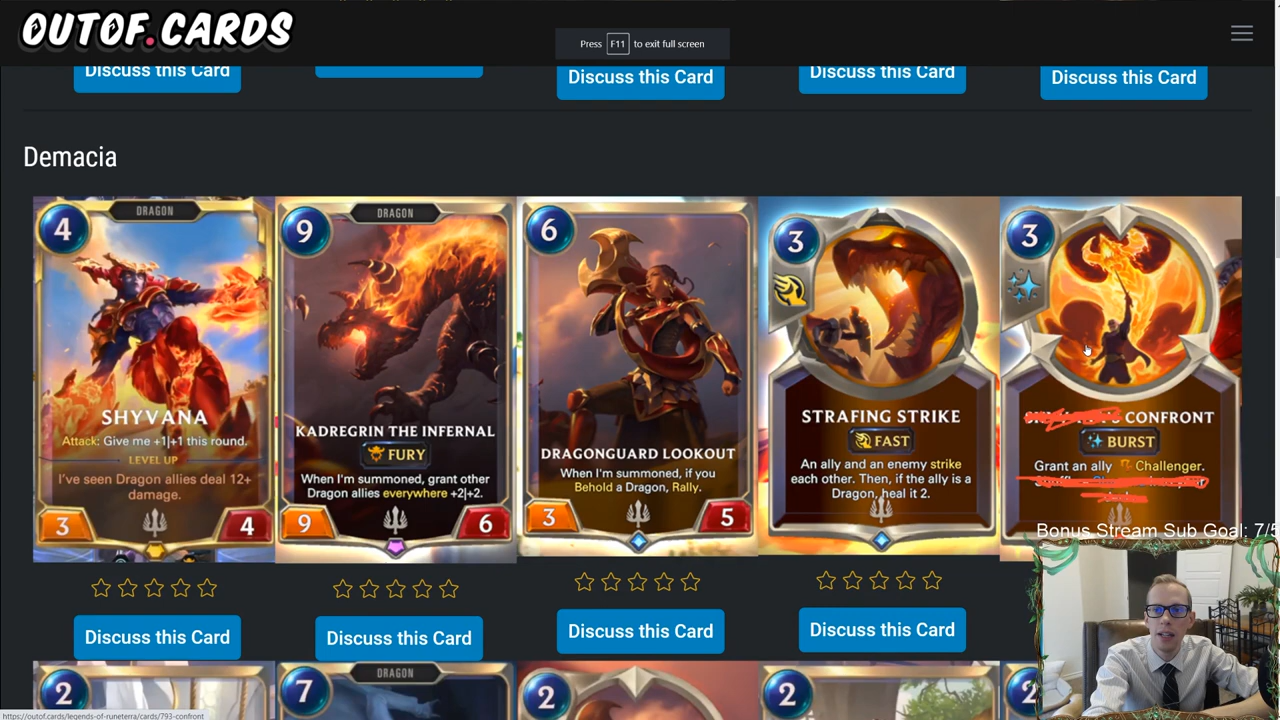 OUTOF.CARDS
Press F11 to exit full screen
Discuss this Card
Discuss this Card
Discuss this Card
Discuss this Card
Demacia
4
DRAGON
SHYVANA
Attack: Give me +1|+1 this round.
LEVEL UP
I've seen Dragon allies deal 12+
damage.
3
4
9
DRAGON
KADREGRIN THE INFERNAL
FURY
When I'm summoned, grant other
Dragon allies everywhere +2|+2.
9
6
6
DRAGONGUARD LOOKOUT
When I'm summoned, if you
Behold a Dragon, Rally.
3
5
3
STRAFING STRIKE
FAST
An ally and an enemy strike
each other. Then, if the ally is a
Dragon, heal it 2.
3
CONFRONT
BURST
Grant an ally Challenger.
Bonus Stream Sub Goal: 7/5
Discuss this Card
Discuss this Card
Discuss this Card
Discuss this Card
2
7
DRAGON
2
2
2
https://outof.cards/legends-of-runeterra/cards/793-confront